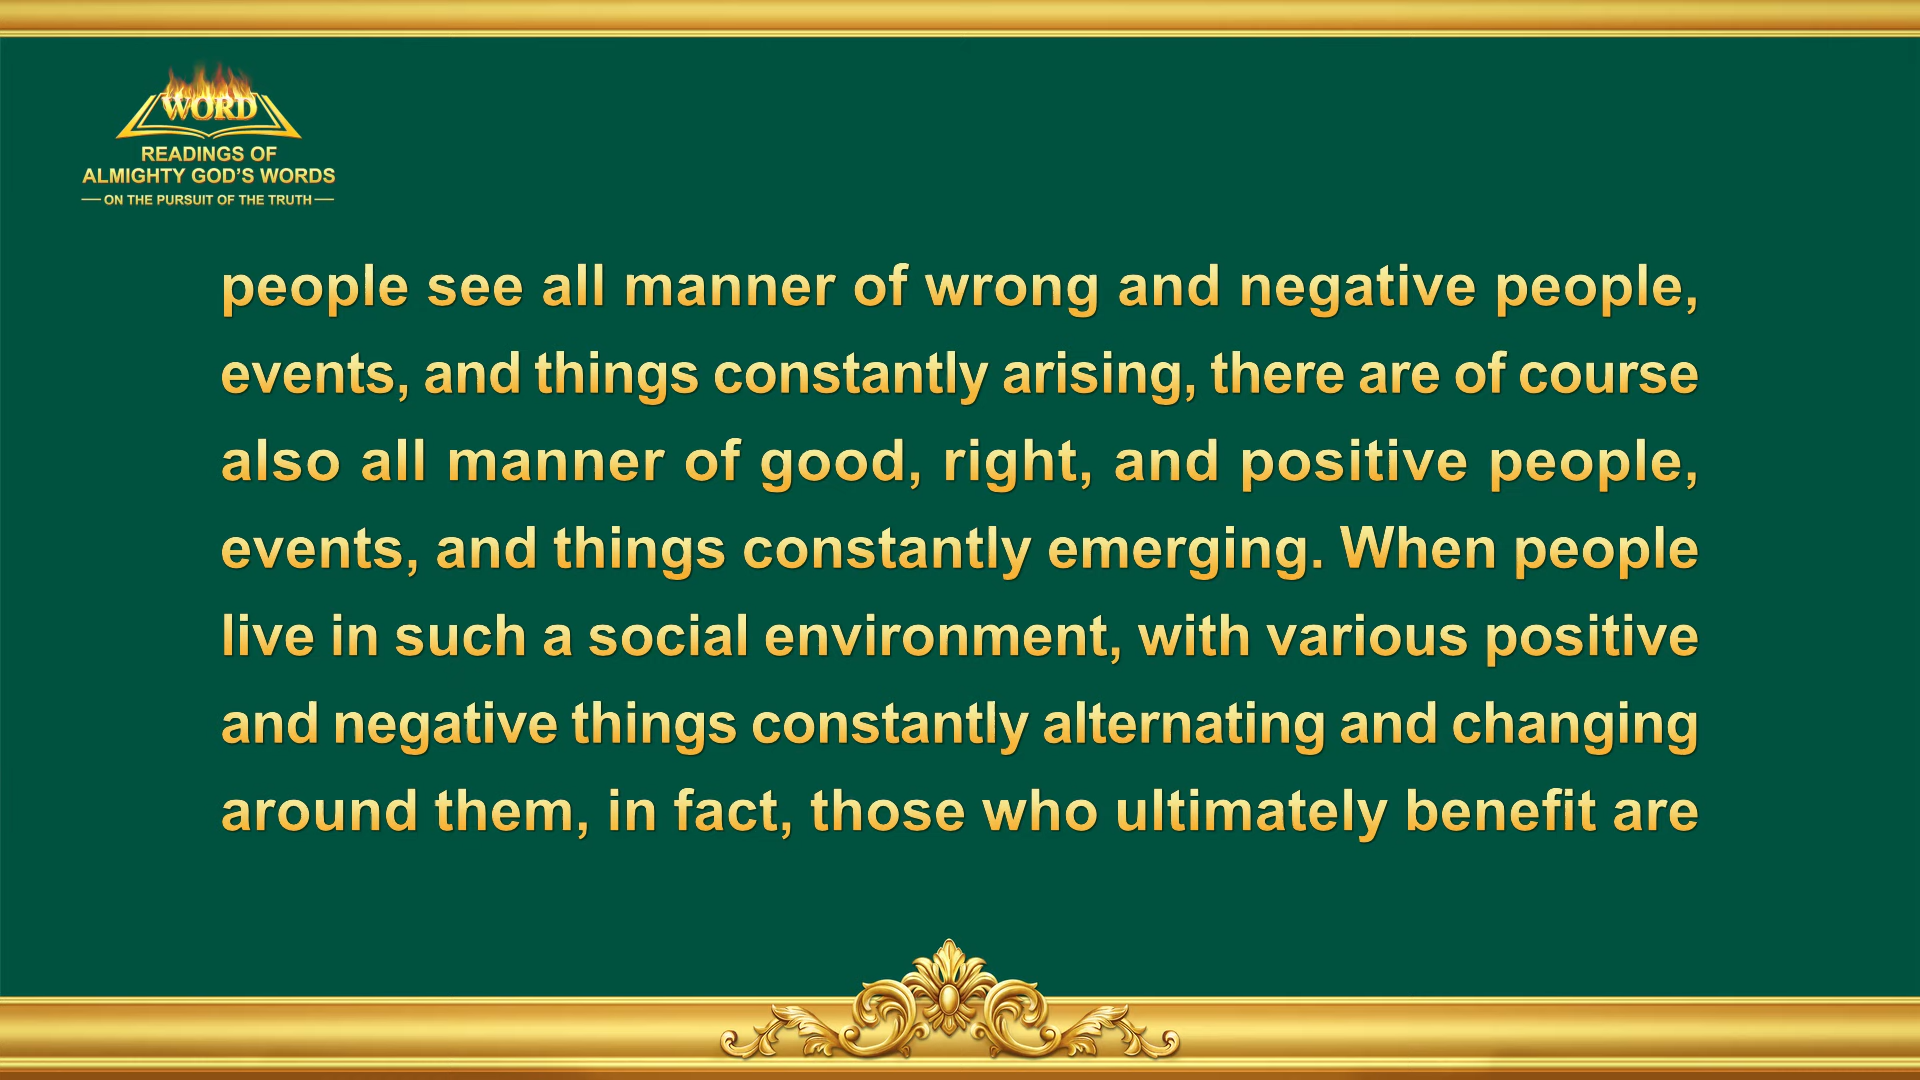 WORD
READINGS OF
ALMIGHTY GOD'S WORDS
— ON THE PURSUIT OF THE TRUTH —
people see all manner of wrong and negative people,
events, and things constantly arising, there are of course
also all manner of good, right, and positive people,
events, and things constantly emerging. When people
live in such a social environment, with various positive
and negative things constantly alternating and changing
around them, in fact, those who ultimately benefit are